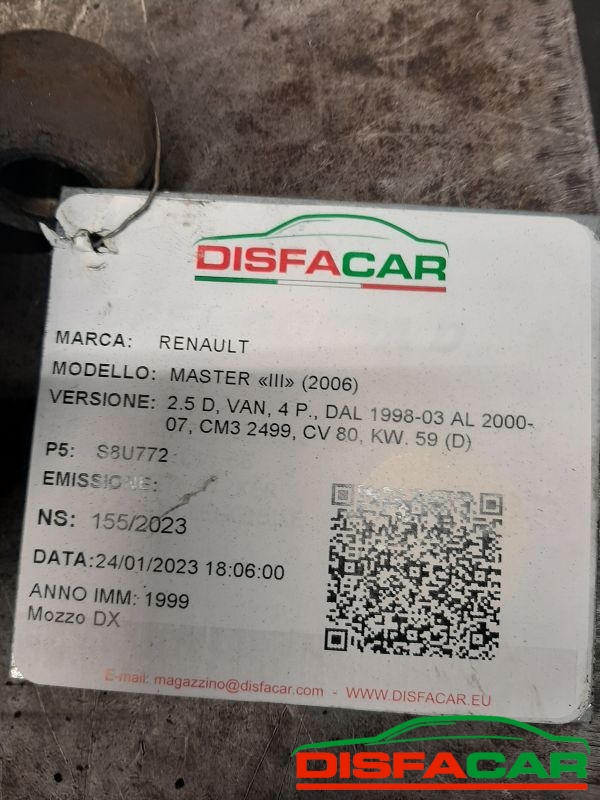 DISFACAR
MARCA: RENAULT
MODELLO: MASTER «III» (2006)
VERSIONE: 2.5 D, VAN, 4 P., DAL 1998-03 AL 2000-
07, CM3 2499, CV 80, KW. 59 (D)
P5: S8U772
EMISSIONE:
NS: 155/2023
DATA:24/01/2023 18:06:00
ANNO IMM: 1999
Mozzo DX
E-mail: magazzino@disfacar.com - WWW.DISFACAR.EU
DISFACAR